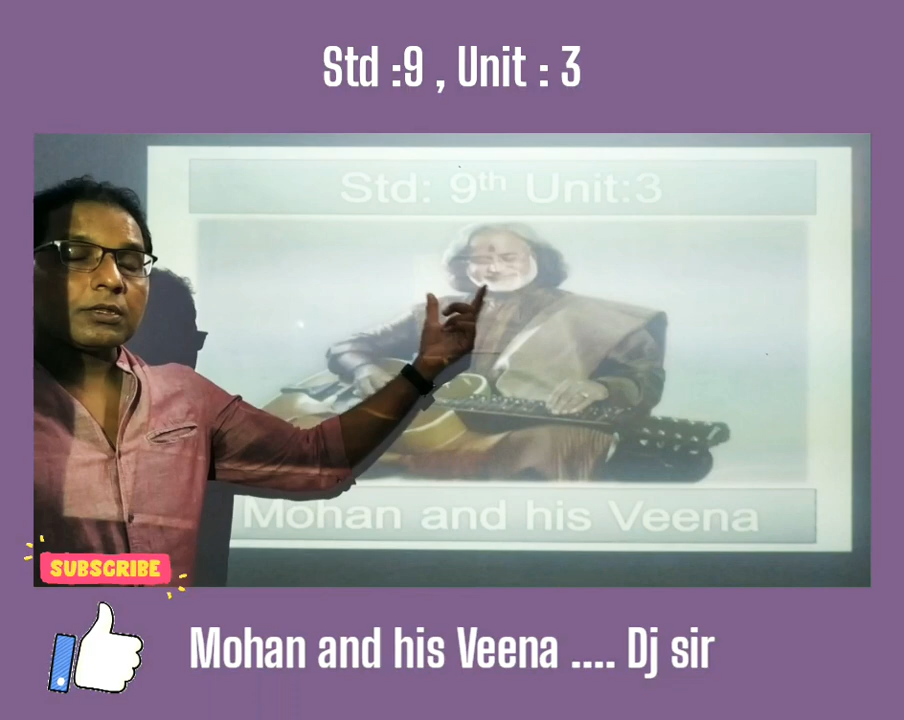 Std :9 , Unit : 3
Std: 9th Unit:3
Mohan and his Veena
SUBSCRIBE
Mohan and his Veena .... Dj sir